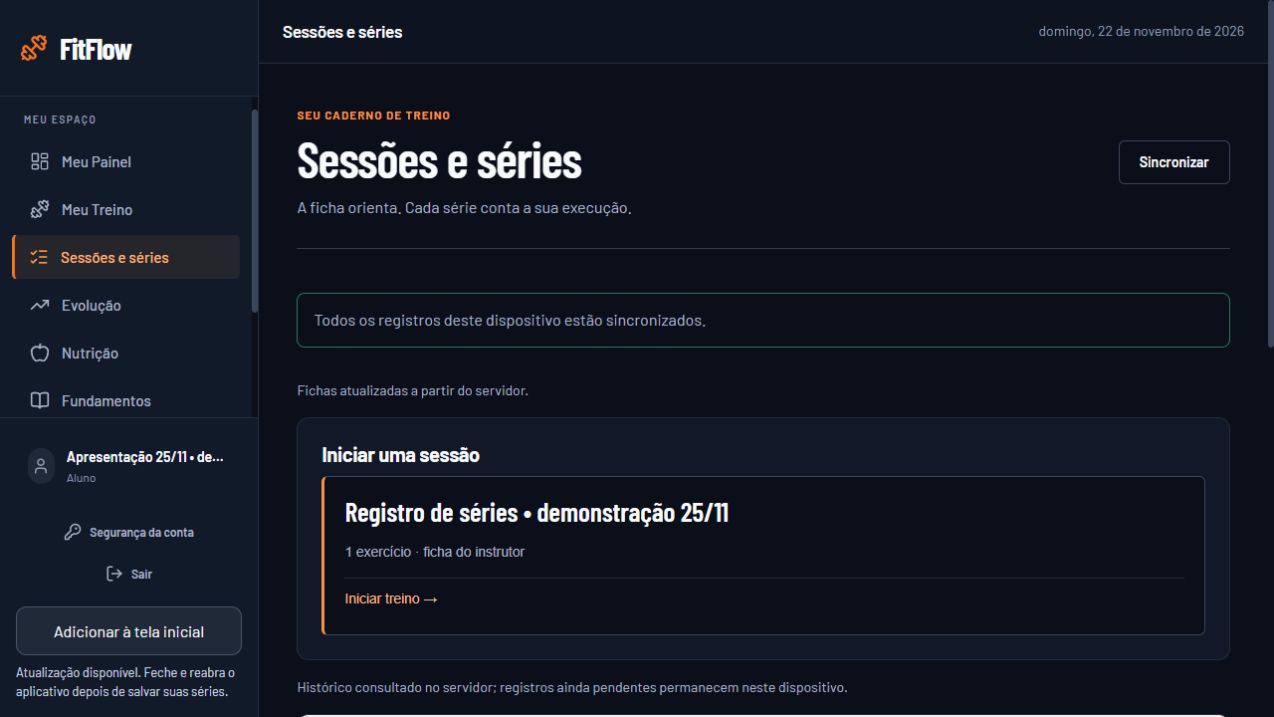 FitFlow
MEU ESPAÇO
Meu Painel
Meu Treino
Sessões e séries
Evolução
Nutrição
Fundamentos
Apresentação 25/11 • de...
Aluno
Segurança da conta
Sair
Adicionar à tela inicial
Atualização disponível. Feche e reabra o
aplicativo depois de salvar suas séries.
Sessões e séries
domingo, 22 de novembro de 2026
SEU CADERNO DE TREINO
Sessões e séries
Sincronizar
A ficha orienta. Cada série conta a sua execução.
Todos os registros deste dispositivo estão sincronizados.
Fichas atualizadas a partir do servidor.
Iniciar uma sessão
Registro de séries • demonstração 25/11
1 exercício · ficha do instrutor
Iniciar treino →
Histórico consultado no servidor; registros ainda pendentes permanecem neste dispositivo.